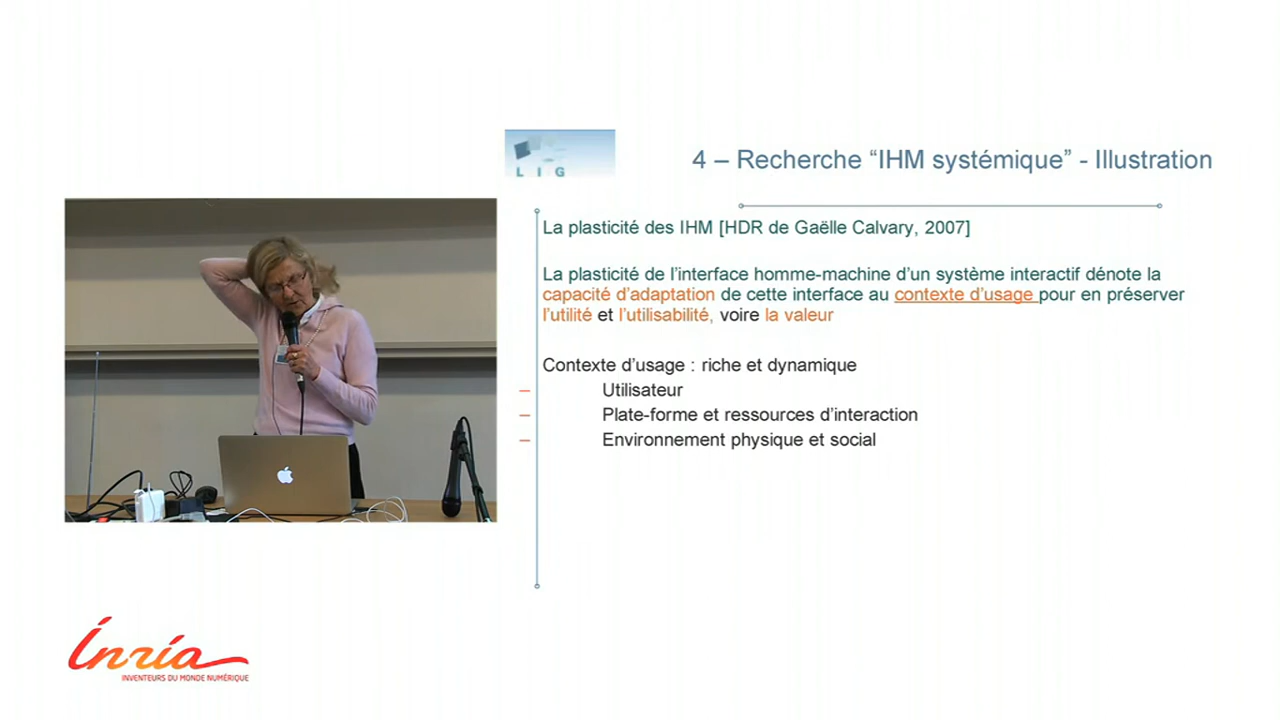 L I G
4 – Recherche “IHM systémique” - Illustration
La plasticité des IHM [HDR de Gaëlle Calvary, 2007]
La plasticité de l’interface homme-machine d’un système interactif dénote la
capacité d’adaptation de cette interface au contexte d’usage pour en préserver
l’utilité et l’utilisabilité, voire la valeur
Contexte d’usage : riche et dynamique
– Utilisateur
– Plate-forme et ressources d’interaction
– Environnement physique et social
Inria
INVENTEURS DU MONDE NUMÉRIQUE